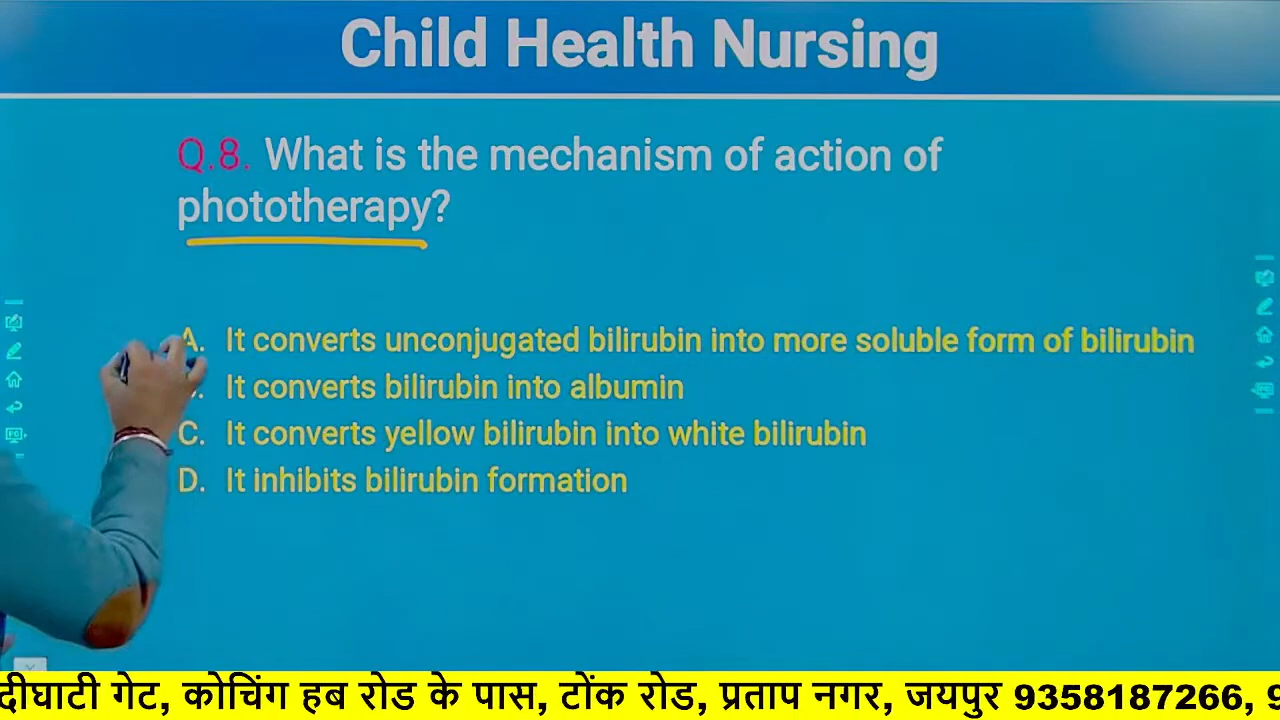 Child Health Nursing
Q.8. What is the mechanism of action of
phototherapy?
A. It converts unconjugated bilirubin into more soluble form of bilirubin
It converts bilirubin into albumin
C. It converts yellow bilirubin into white bilirubin
D. It inhibits bilirubin formation
दीघाटी गेट, कोचिंग हब रोड के पास, टोंक रोड, प्रताप नगर, जयपुर 9358187266, 9